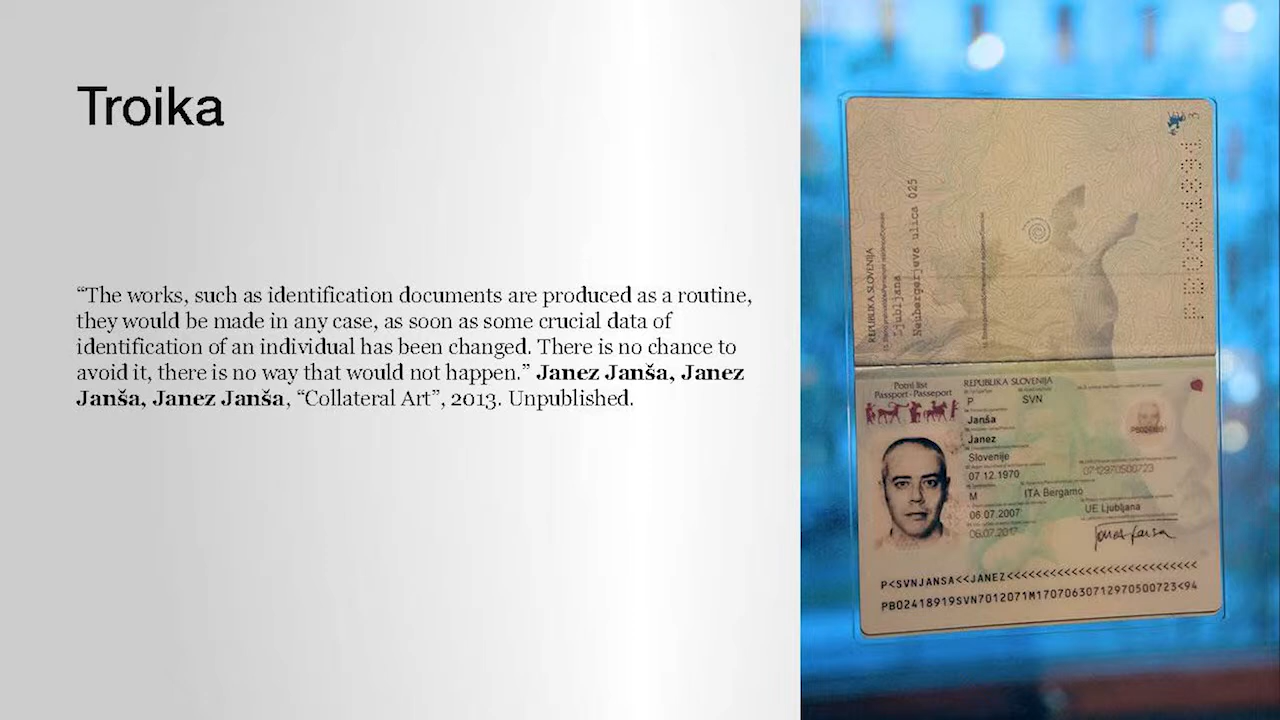 Troika
“The works, such as identification documents are produced as a routine,
they would be made in any case, as soon as some crucial data of
identification of an individual has been changed. There is no chance to
avoid it, there is no way that would not happen.” Janez Janša, Janez
Janša, Janez Janša, “Collateral Art”, 2013. Unpublished.
REPUBLIKA SLOVENIJA
Ljubljana
Neubergerjeva ulica 025
Potni list
Passport-Passeport
REPUBLIKA SLOVENIJA
P SVN
Janša
Janez
Slovenije
07 12.1970
M ITA Bergamo
06 07.2007 UE Ljubljana
06.07.2017
P<SVNJANSA<<JANEZ<<<<<<<<<<<<<<<<<<<<<<<<<<<